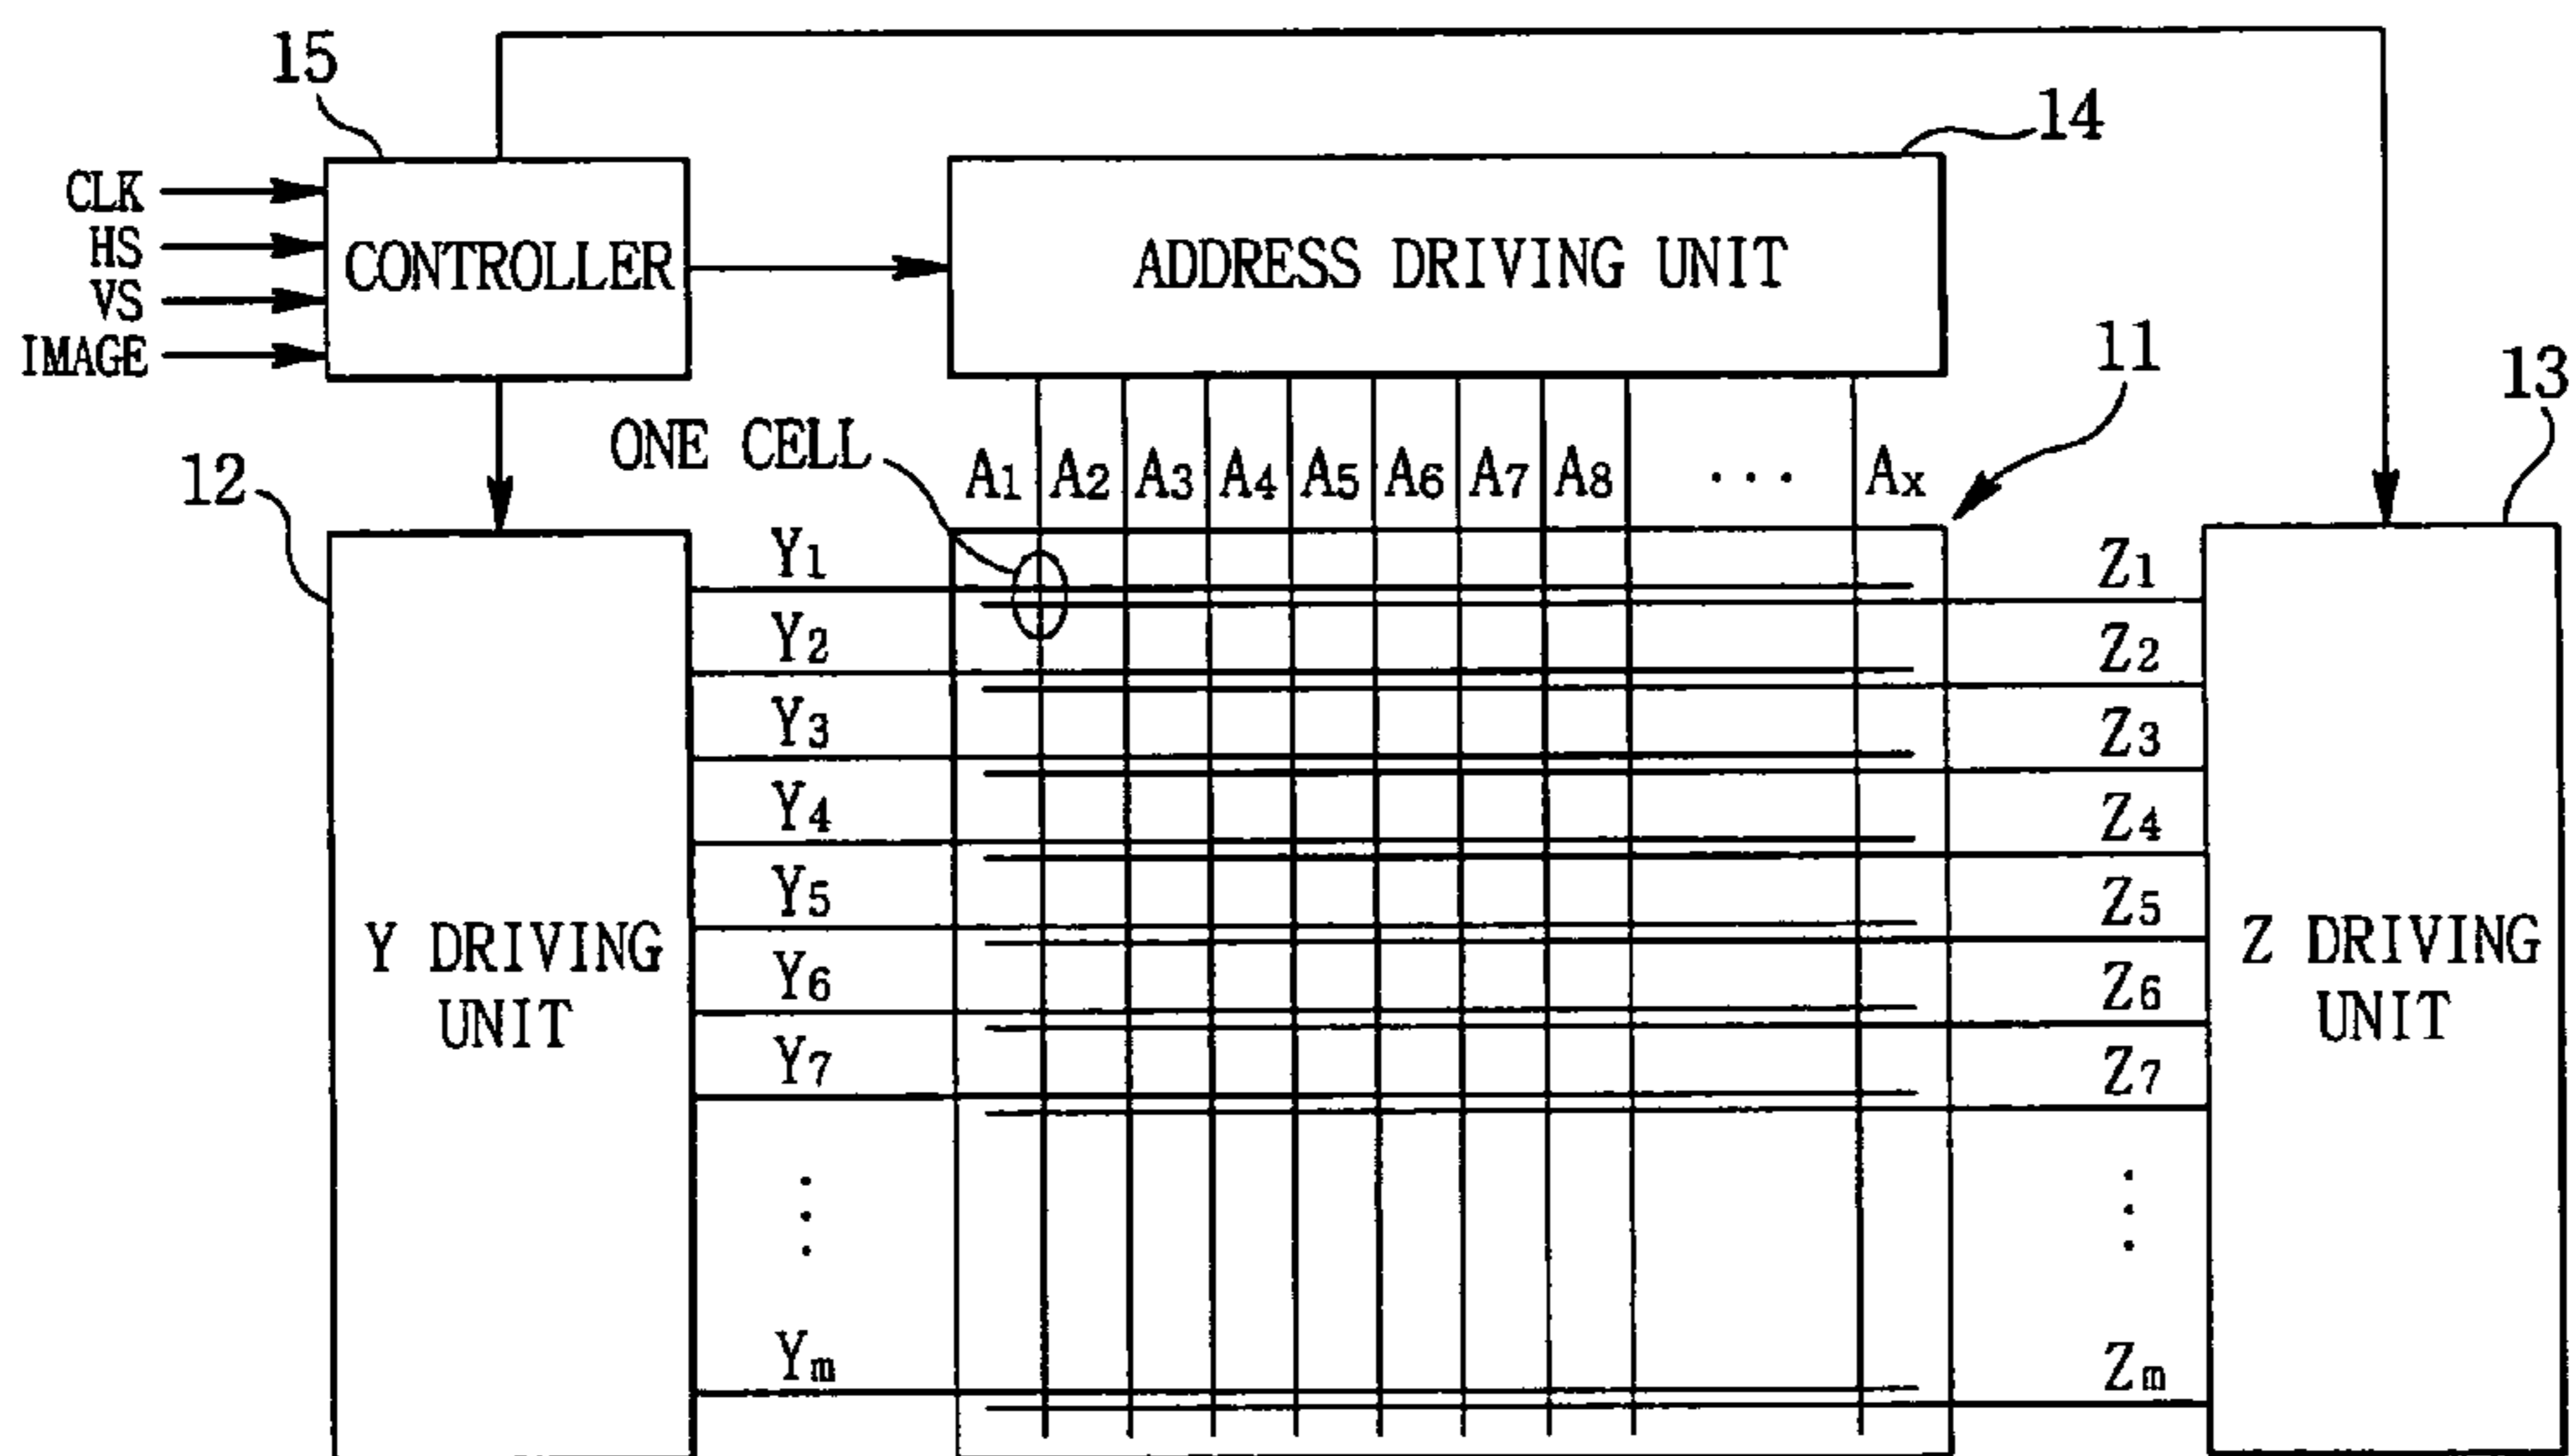 15
14
CLK
HS
VS
IMAGE
CONTROLLER
ADDRESS DRIVING UNIT
11
13
12
ONE CELL
A1 A2 A3 A4 A5 A6 A7 A8 ... Ax
Y1
Y2
Y3
Y4
Y5
Y6
Y7
Ym
Z1
Z2
Z3
Z4
Z5
Z6
Z7
Zm
Y DRIVING
UNIT
Z DRIVING
UNIT